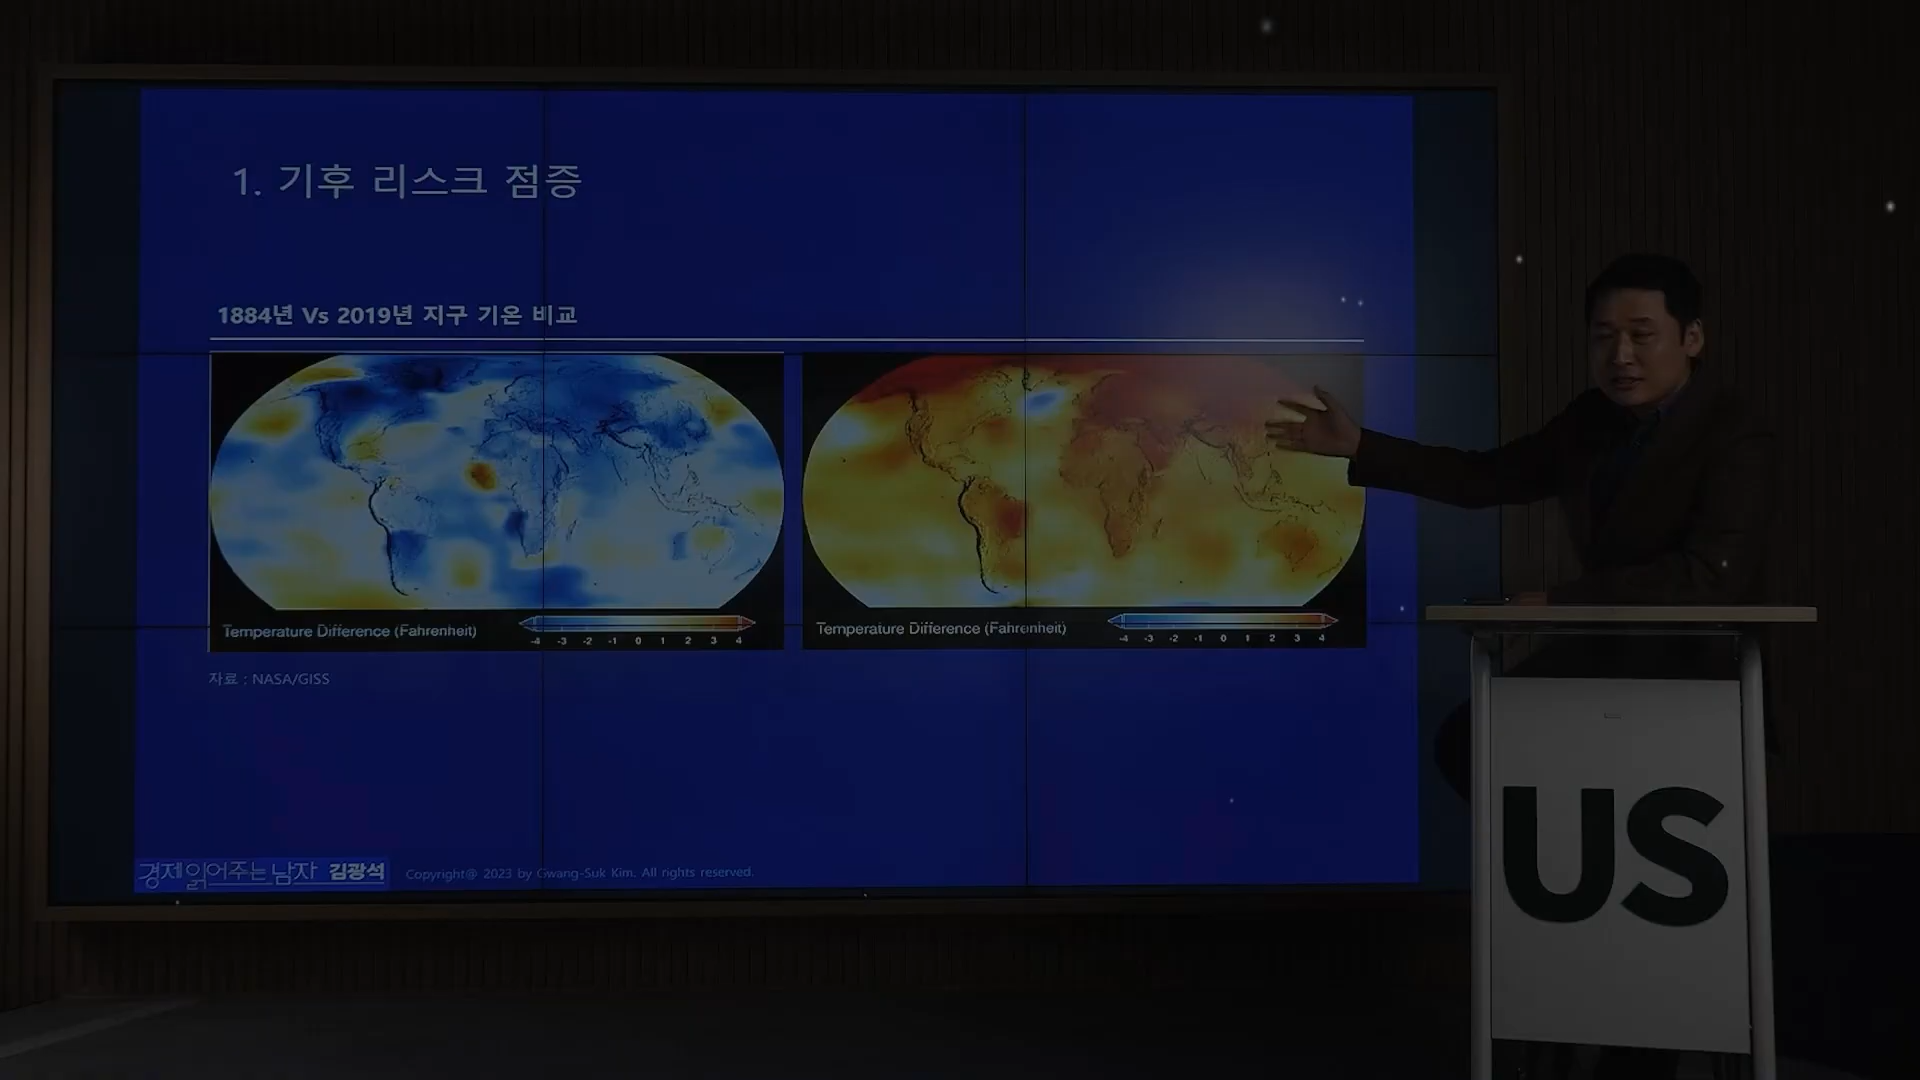 1. 기후 리스크 점증
1884년 Vs 2019년 지구 기온 비교
Temperature Difference (Fahrenheit)
-4 -3 -2 -1 0 1 2 3 4
Temperature Difference (Fahrenheit)
-4 -3 -2 -1 0 1 2 3 4
자료 : NASA/GISS
경제읽어주는남자 김광석
Copyright@ 2023 by Gwang-Suk Kim. All rights reserved.
US